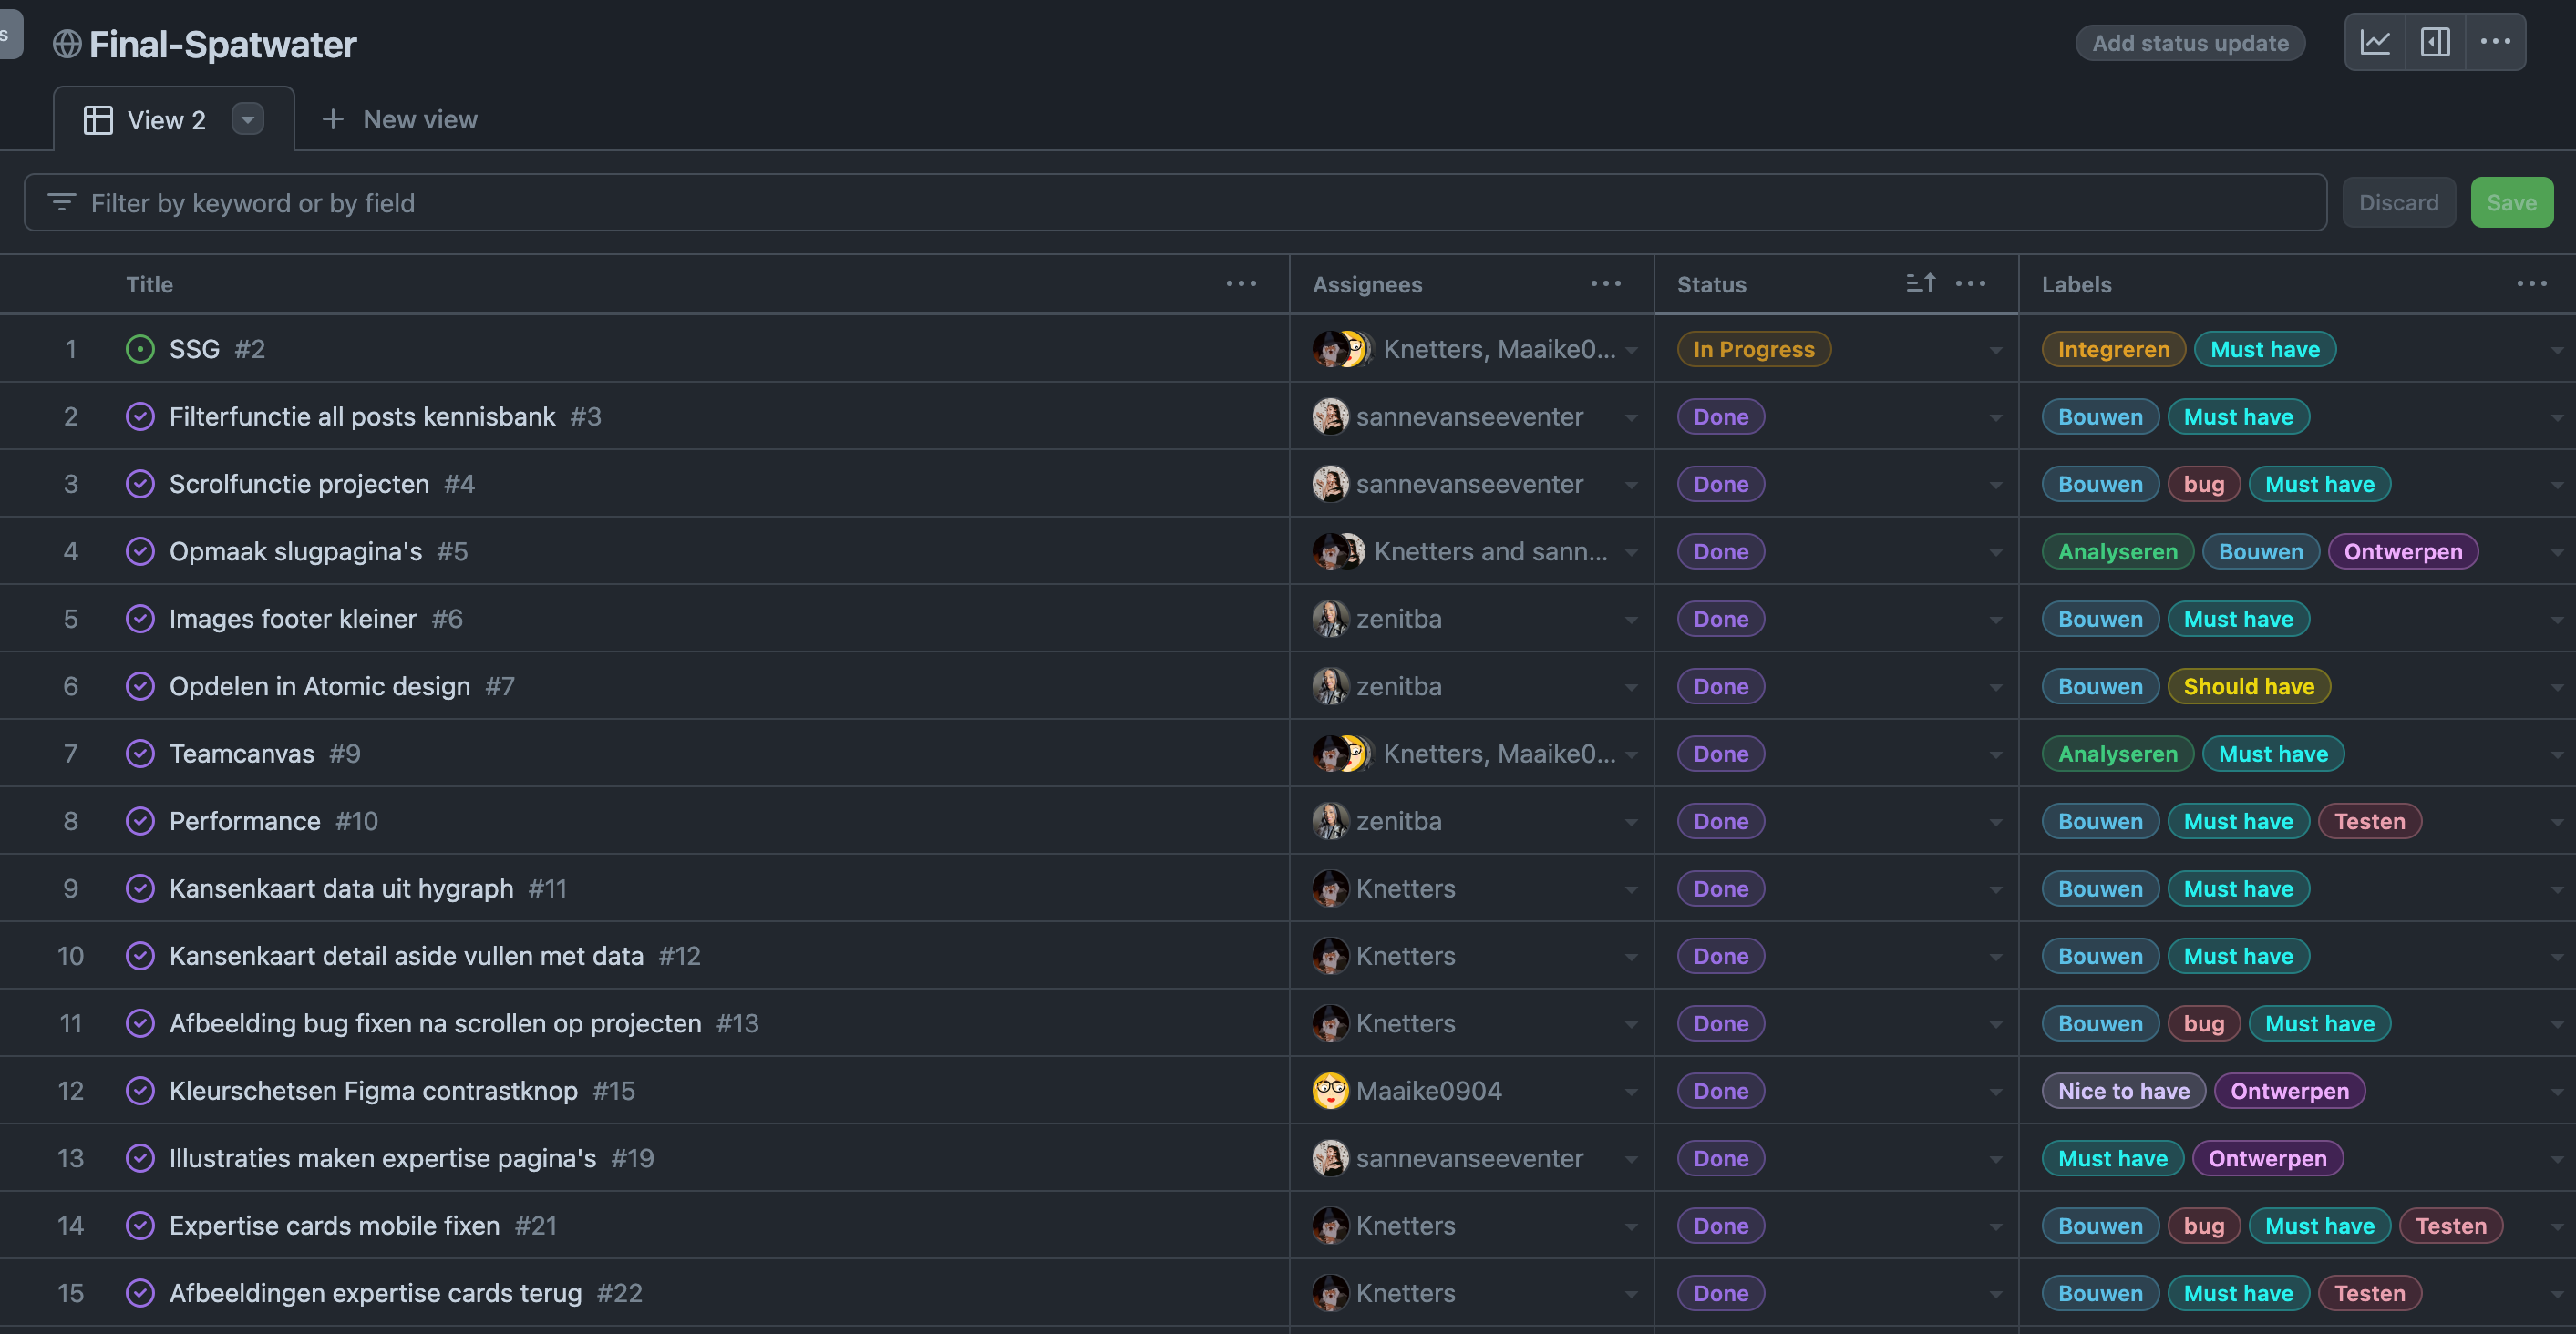 s
Final-Spatwater
Add status update
View 2
New view
Filter by keyword or by field
Discard
Save
Title Assignees Status Labels
1 SSG #2 Knetters, Maaike0... In Progress Integreren Must have
2 Filterfunctie all posts kennisbank #3 sannevanseeventer Done Bouwen Must have
3 Scrolfunctie projecten #4 sannevanseeventer Done Bouwen bug Must have
4 Opmaak slugpagina's #5 Knetters and sann... Done Analyseren Bouwen Ontwerpen
5 Images footer kleiner #6 zenitba Done Bouwen Must have
6 Opdelen in Atomic design #7 zenitba Done Bouwen Should have
7 Teamcanvas #9 Knetters, Maaike0... Done Analyseren Must have
8 Performance #10 zenitba Done Bouwen Must have Testen
9 Kansenkaart data uit hygraph #11 Knetters Done Bouwen Must have
10 Kansenkaart detail aside vullen met data #12 Knetters Done Bouwen Must have
11 Afbeelding bug fixen na scrollen op projecten #13 Knetters Done Bouwen bug Must have
12 Kleurschetsen Figma contrastknop #15 Maaike0904 Done Nice to have Ontwerpen
13 Illustraties maken expertise pagina's #19 sannevanseeventer Done Must have Ontwerpen
14 Expertise cards mobile fixen #21 Knetters Done Bouwen bug Must have Testen
15 Afbeeldingen expertise cards terug #22 Knetters Done Bouwen Must have Testen